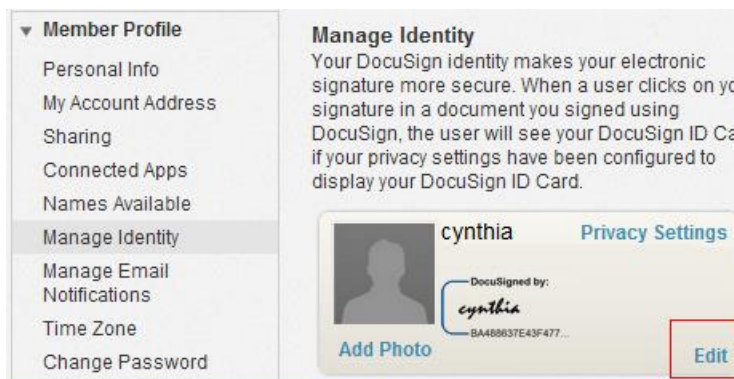 Member Profile
Personal Info
My Account Address
Sharing
Connected Apps
Names Available
Manage Identity
Manage Email
Notifications
Time Zone
Change Password
Manage Identity
Your DocuSign identity makes your electronic
signature more secure. When a user clicks on yo
signature in a document you signed using
DocuSign, the user will see your DocuSign ID Ca
if your privacy settings have been configured to
display your DocuSign ID Card.
cynthia
Privacy Settings
DocuSigned by:
cynthia
BA488637E43F477...
Add Photo
Edit